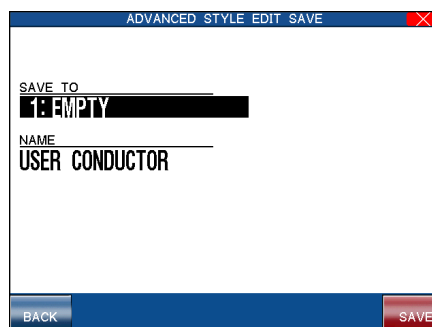 ADVANCED STYLE EDIT SAVE
SAVE TO
1: EMPTY
NAME
USER CONDUCTOR
BACK
SAVE